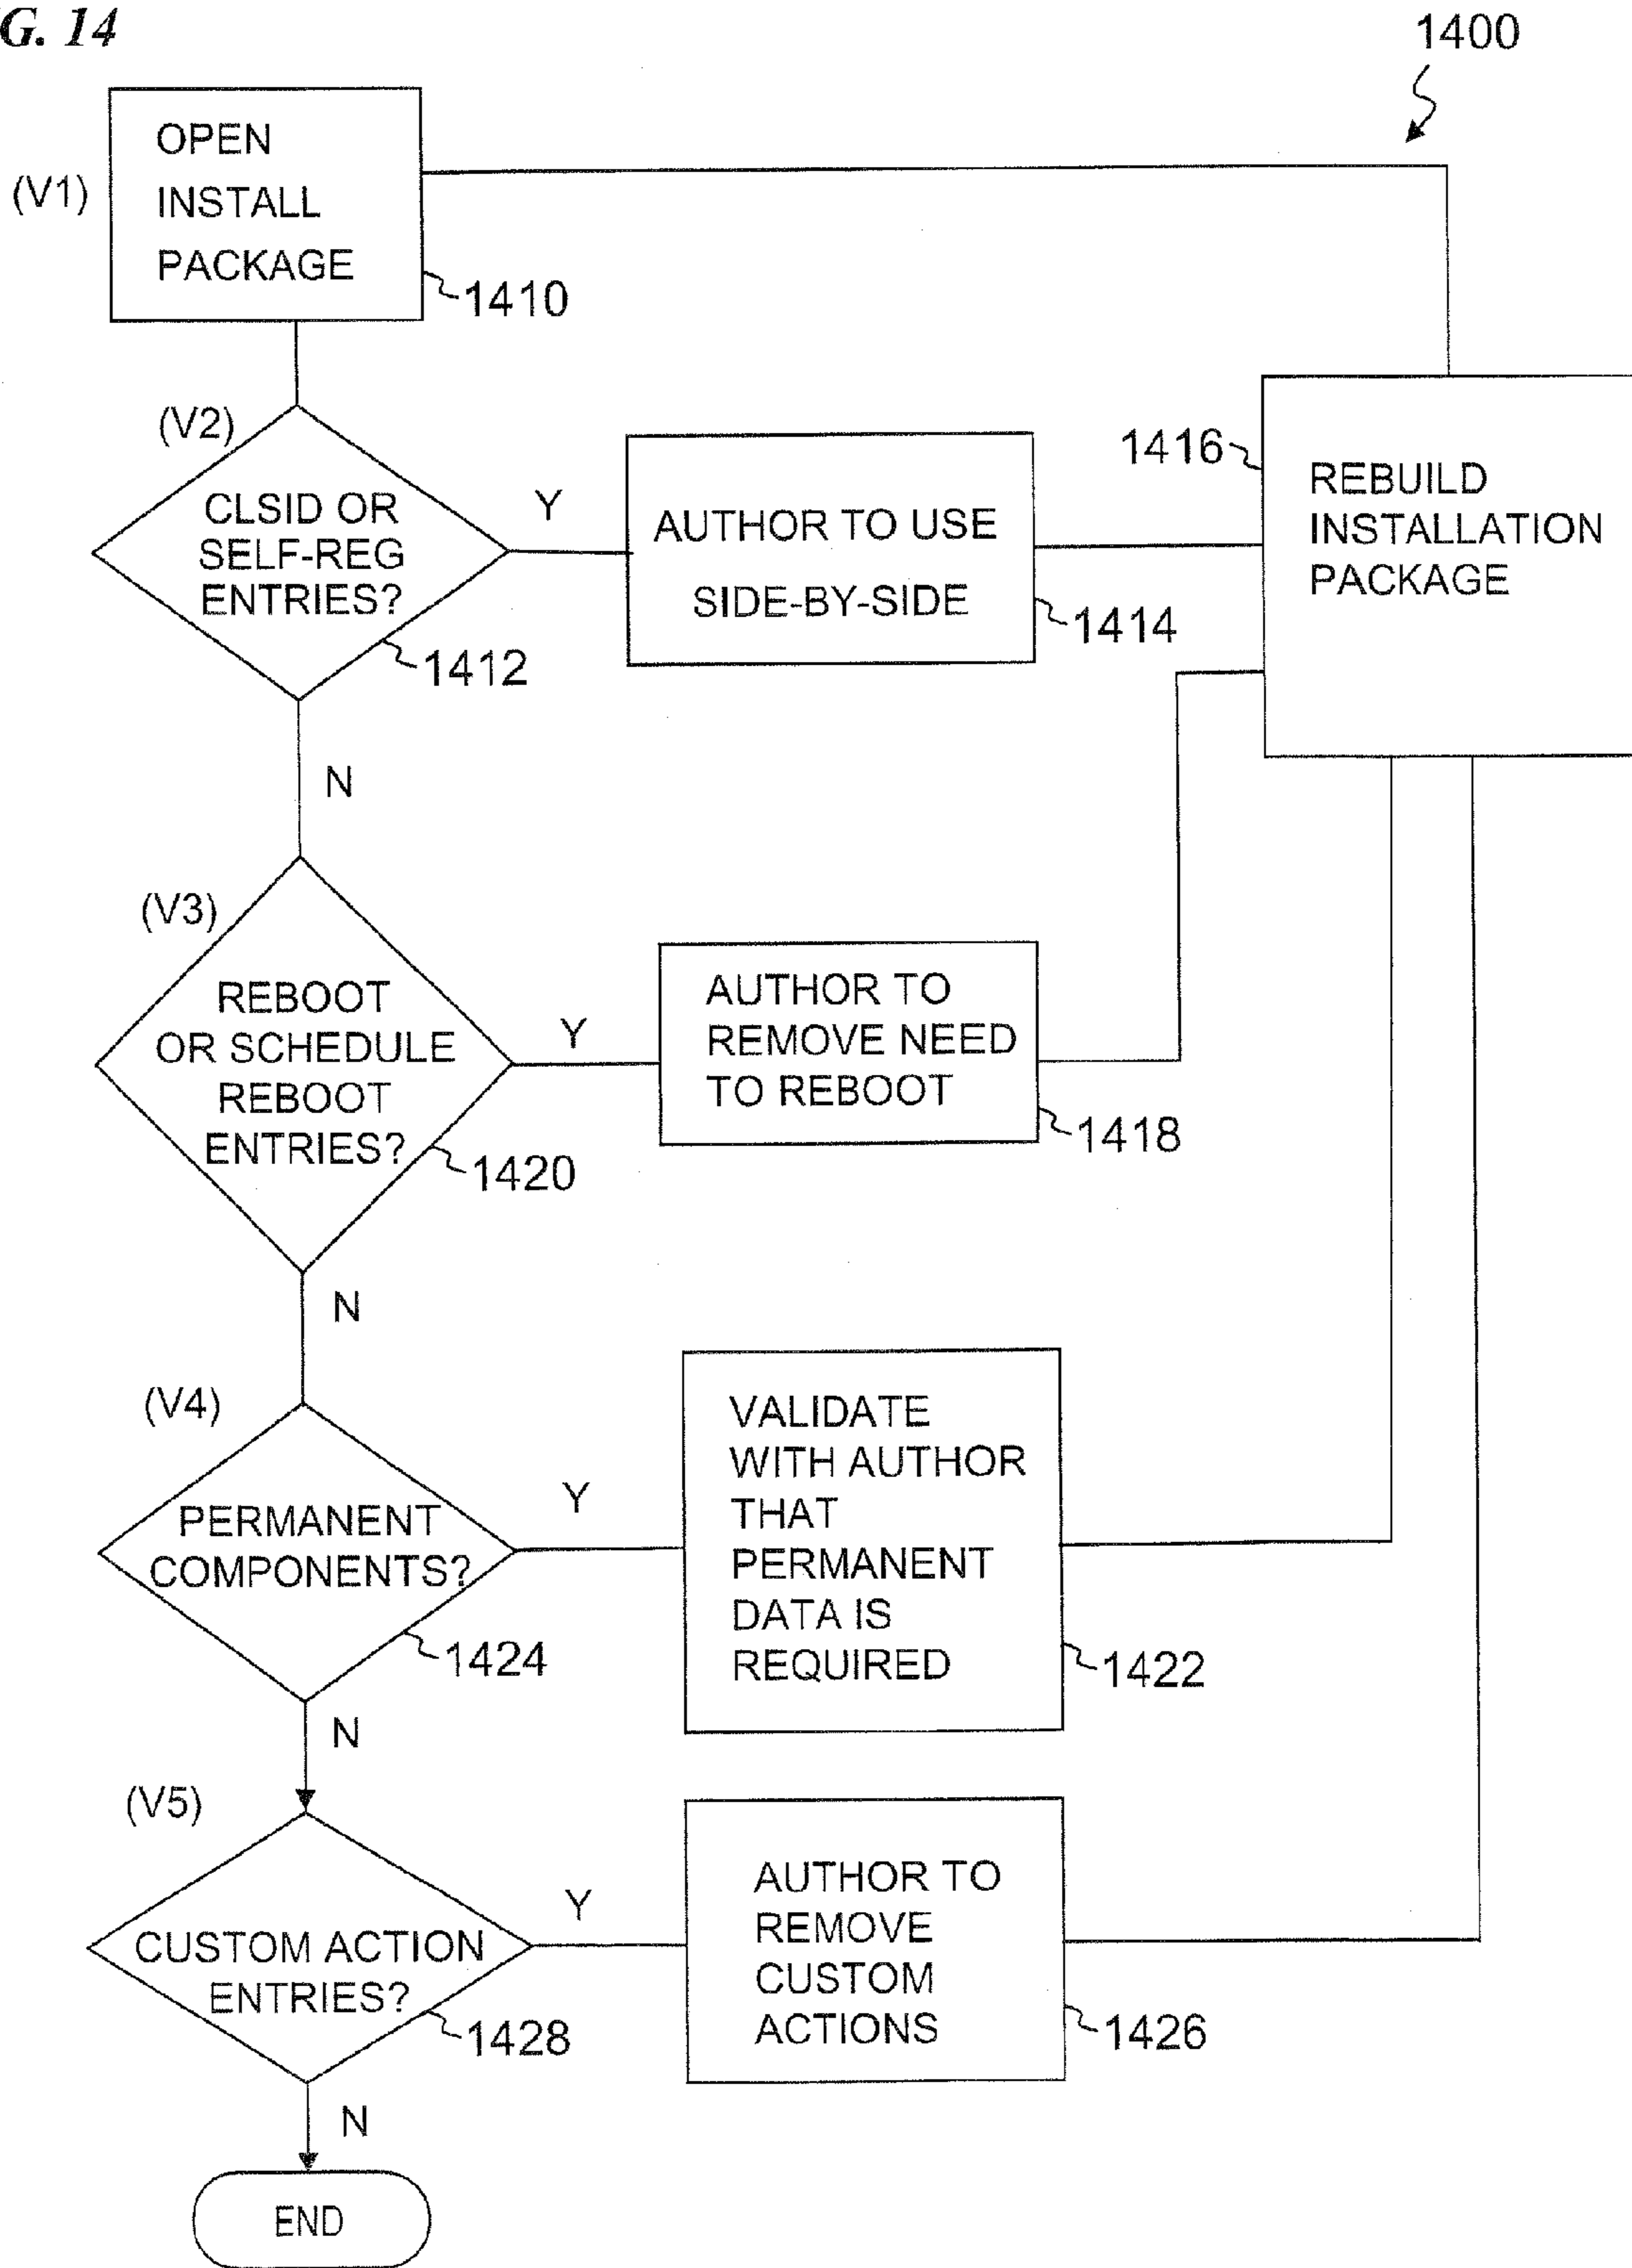 G. 14
1400
(V1)
OPEN
INSTALL
PACKAGE
1410
(V2)
CLSID OR
SELF-REG
ENTRIES?
1412
Y
AUTHOR TO USE
SIDE-BY-SIDE
1414
1416
REBUILD
INSTALLATION
PACKAGE
N
(V3)
REBOOT
OR SCHEDULE
REBOOT
ENTRIES?
1420
Y
AUTHOR TO
REMOVE NEED
TO REBOOT
1418
N
(V4)
PERMANENT
COMPONENTS?
1424
Y
VALIDATE
WITH AUTHOR
THAT
PERMANENT
DATA IS
REQUIRED
1422
N
(V5)
CUSTOM ACTION
ENTRIES?
1428
Y
AUTHOR TO
REMOVE
CUSTOM
ACTIONS
1426
N
END